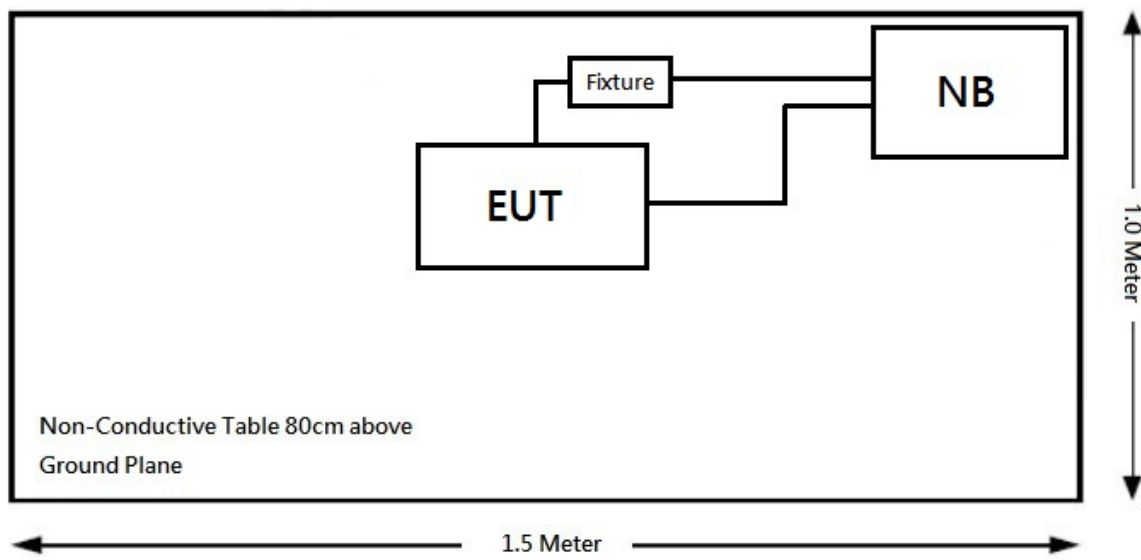 Fixture
NB
EUT
1.0 Meter
Non-Conductive Table 80cm above
Ground Plane
1.5 Meter